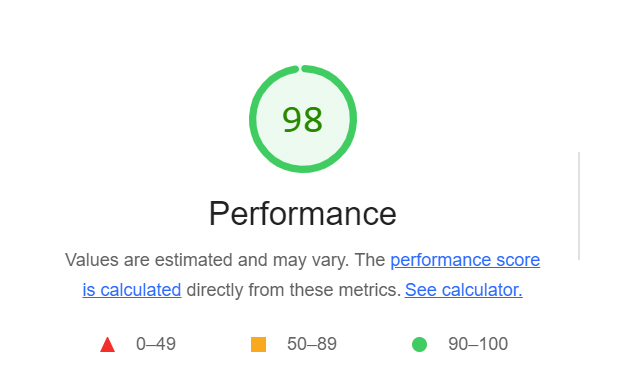 98
Performance
Values are estimated and may vary. The performance score
is calculated directly from these metrics. See calculator.
0–49 50–89 90–100